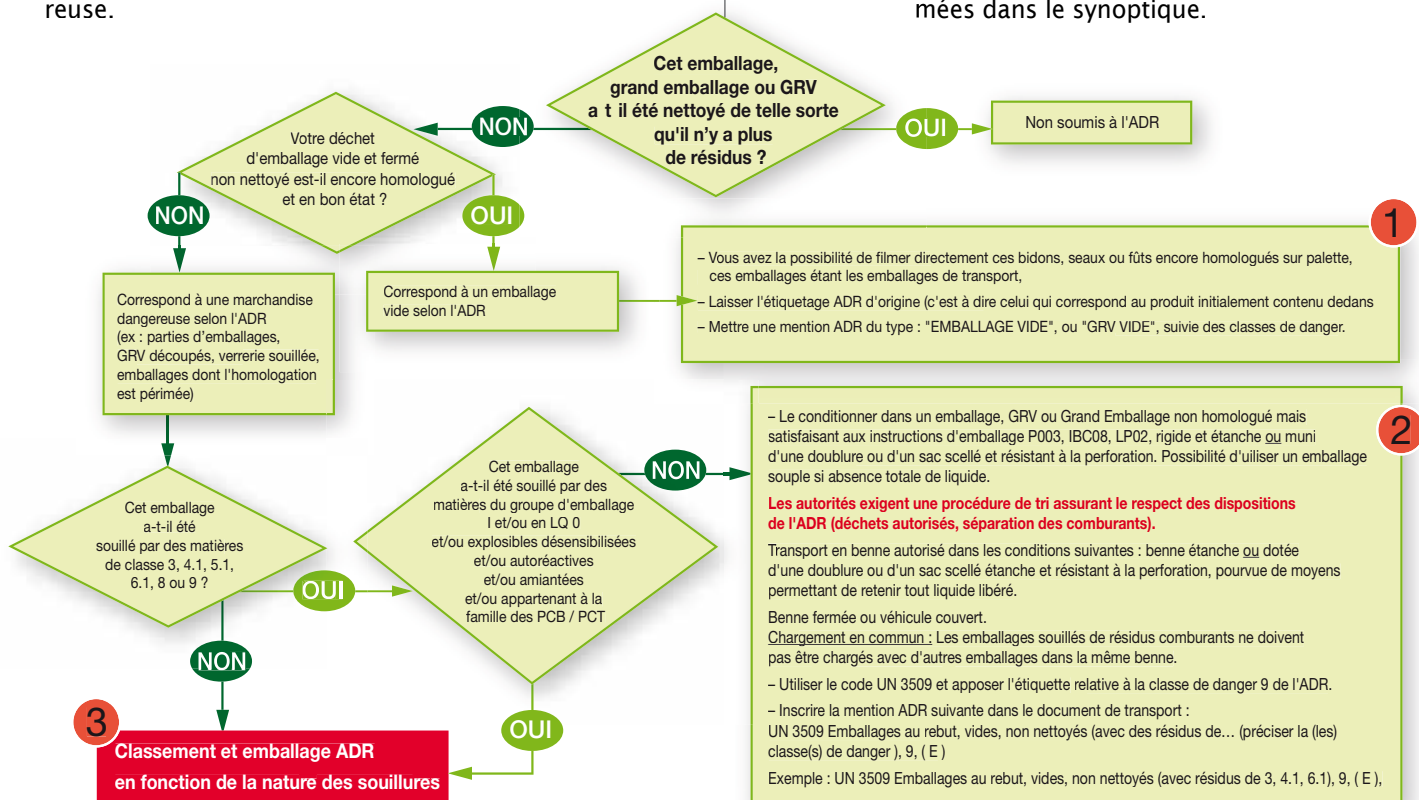 reuse.
mées dans le synoptique.
Cet emballage,
grand emballage ou GRV
a t il été nettoyé de telle sorte
qu'il n'y a plus
de résidus ?
NON
OUI
Non soumis à l'ADR
Votre déchet
d'emballage vide et fermé
non nettoyé est-il encore homologué
et en bon état ?
NON
OUI
1
– Vous avez la possibilité de filmer directement ces bidons, seaux ou fûts encore homologués sur palette,
ces emballages étant les emballages de transport,
– Laisser l'étiquetage ADR d'origine (c'est à dire celui qui correspond au produit initialement contenu dedans
– Mettre une mention ADR du type : "EMBALLAGE VIDE", ou "GRV VIDE", suivie des classes de danger.
Correspond à un emballage
vide selon l'ADR
Correspond à une marchandise
dangereuse selon l'ADR
(ex : parties d'emballages,
GRV découpés, verrerie souillée,
emballages dont l'homologation
est périmée)
Cet emballage
a-t-il été
souillé par des matières
de classe 3, 4.1, 5.1,
6.1, 8 ou 9 ?
OUI
NON
Cet emballage
a-t-il été souillé par des
matières du groupe d'emballage
I et/ou en LQ 0
et/ou explosibles désensibilisées
et/ou autoréactives
et/ou amiantées
et/ou appartenant à la
famille des PCB / PCT
NON
OUI
2
– Le conditionner dans un emballage, GRV ou Grand Emballage non homologué mais
satisfaisant aux instructions d'emballage P003, IBC08, LP02, rigide et étanche ou muni
d'une doublure ou d'un sac scellé et résistant à la perforation. Possibilité d'uiliser un emballage
souple si absence totale de liquide.
Les autorités exigent une procédure de tri assurant le respect des dispositions
de l'ADR (déchets autorisés, séparation des comburants).
Transport en benne autorisé dans les conditions suivantes : benne étanche ou dotée
d'une doublure ou d'un sac scellé étanche et résistant à la perforation, pourvue de moyens
permettant de retenir tout liquide libéré.
Benne fermée ou véhicule couvert.
Chargement en commun : Les emballages souillés de résidus comburants ne doivent
pas être chargés avec d'autres emballages dans la même benne.
– Utiliser le code UN 3509 et apposer l'étiquette relative à la classe de danger 9 de l'ADR.
– Inscrire la mention ADR suivante dans le document de transport :
UN 3509 Emballages au rebut, vides, non nettoyés (avec des résidus de… (préciser la (les)
classe(s) de danger ), 9, ( E )
Exemple : UN 3509 Emballages au rebut, vides, non nettoyés (avec résidus de 3, 4.1, 6.1), 9, ( E ),
3
Classement et emballage ADR
en fonction de la nature des souillures